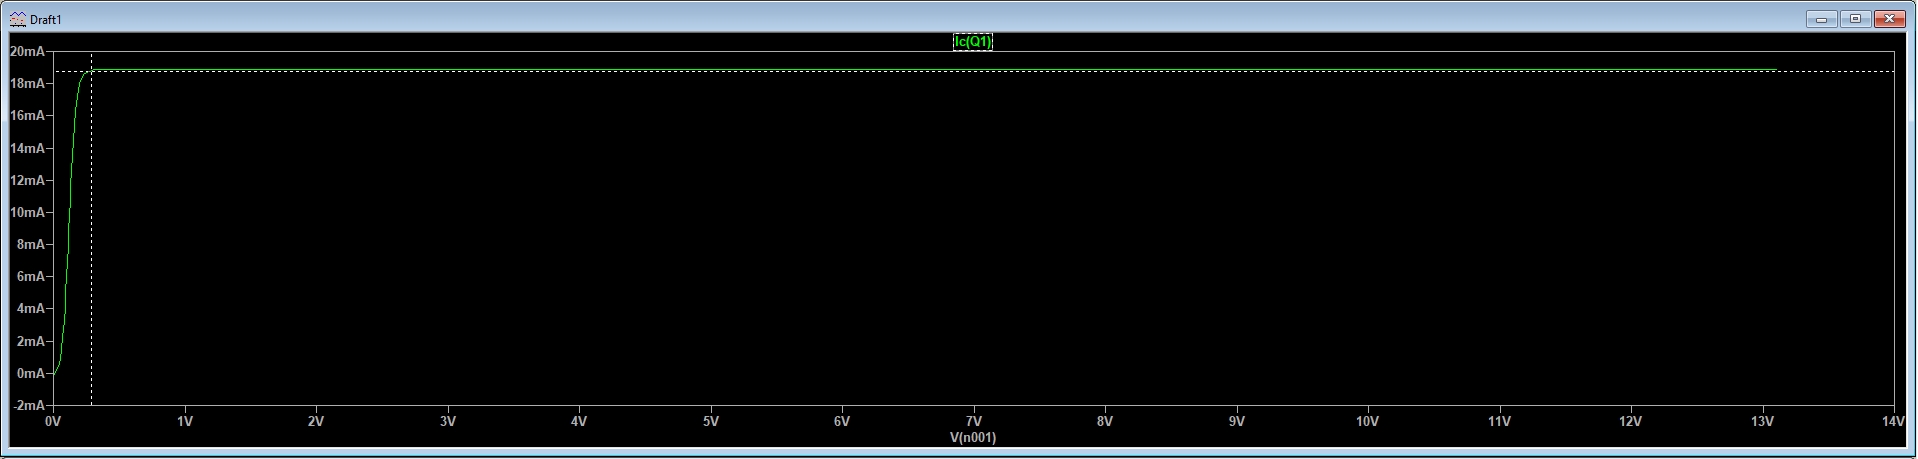 Draft1
Ic(Q1)
20mA
18mA
16mA
14mA
12mA
10mA
8mA
6mA
4mA
2mA
0mA
-2mA
0V 1V 2V 3V 4V 5V 6V 7V 8V 9V 10V 11V 12V 13V 14V
V(n001)